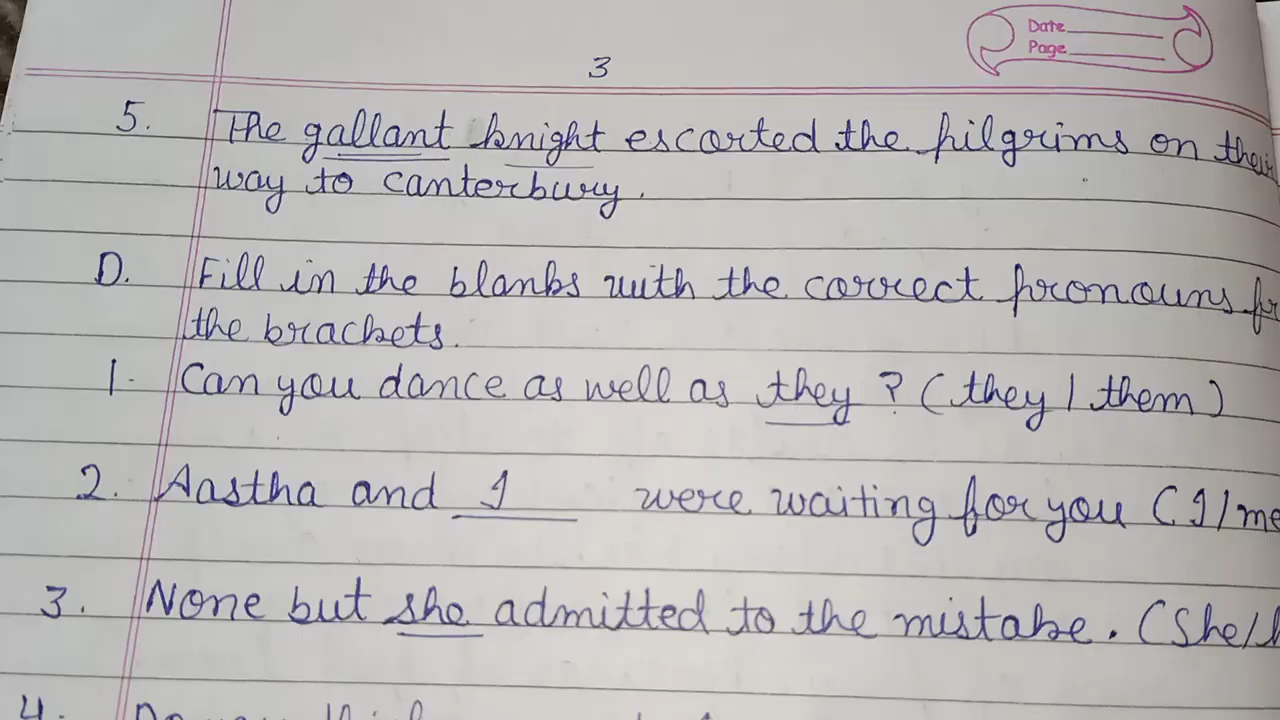 Date
Page
3
5. The gallant knight escorted the pilgrims on their
way to canterbury.
D. Fill in the blanks with the correct pronouns
the brackets.
1. Can you dance as well as they ? (they / them)
2. Aastha and I were waiting for you (I/me
3. None but she admitted to the mistake. (She/
4.